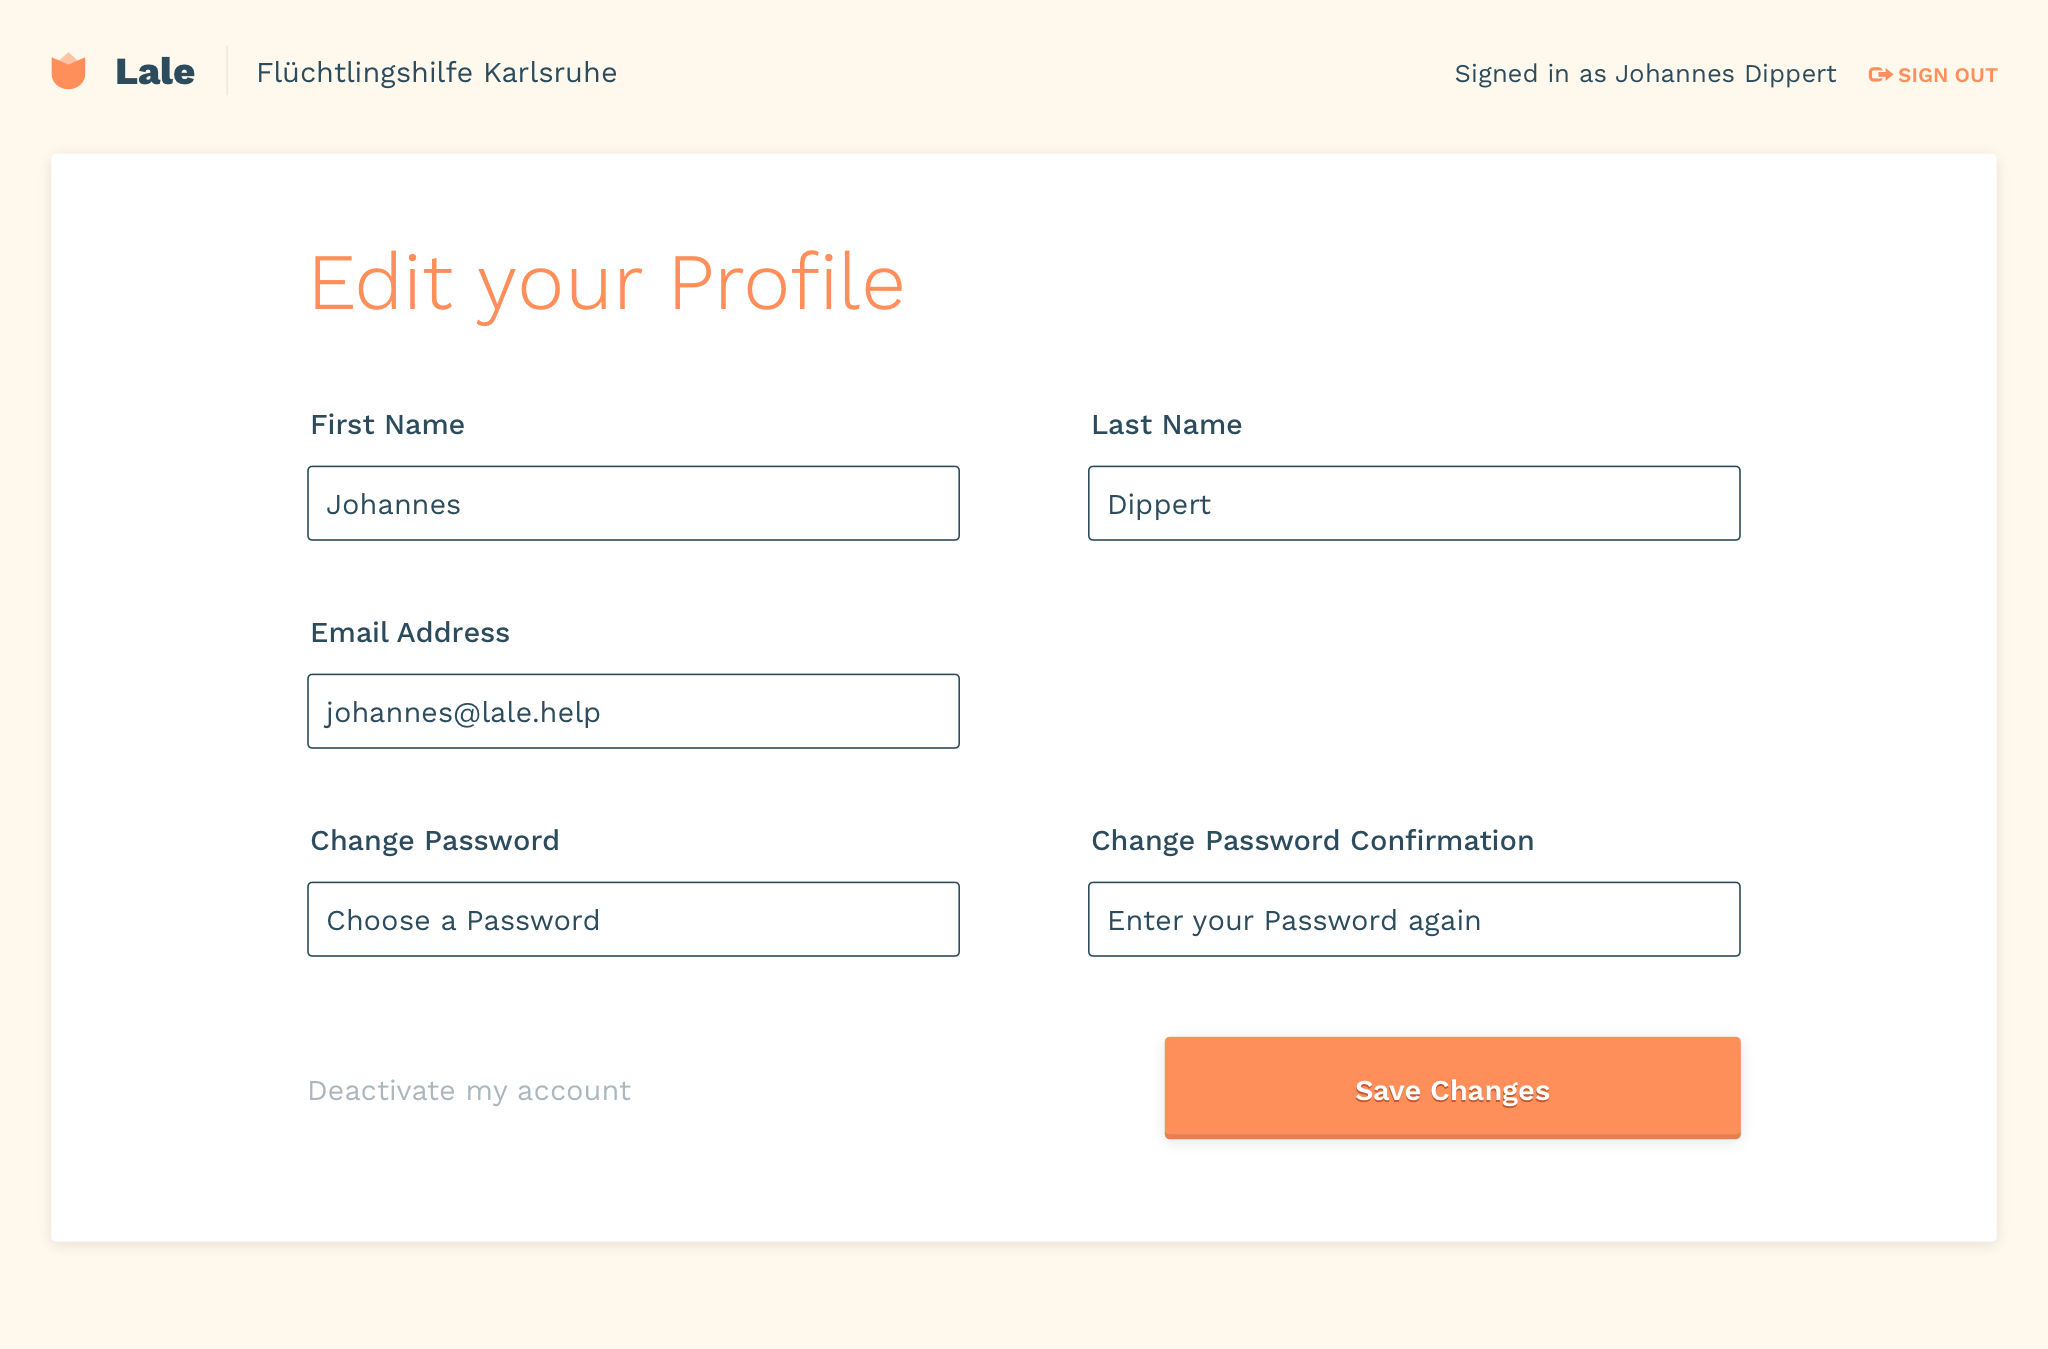 Lale
Flüchtlingshilfe Karlsruhe
Signed in as Johannes Dippert
SIGN OUT
Edit your Profile
First Name
Last Name
Johannes
Dippert
Email Address
johannes@lale.help
Change Password
Change Password Confirmation
Choose a Password
Enter your Password again
Deactivate my account
Save Changes